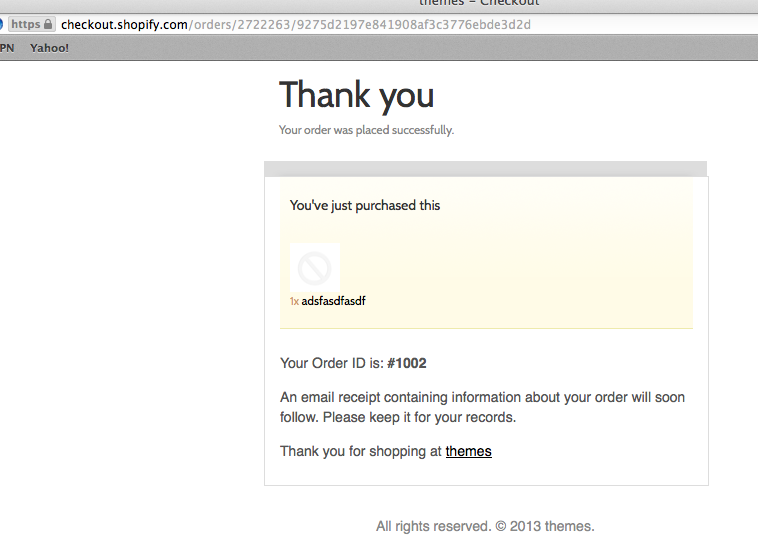 themes - Checkout
https checkout.shopify.com/orders/2722263/9275d2197e841908af3c3776ebde3d2d
PN Yahoo!
Thank you
Your order was placed successfully.
You've just purchased this
1x adsfasdfasdf
Your Order ID is: #1002
An email receipt containing information about your order will soon
follow. Please keep it for your records.
Thank you for shopping at themes
All rights reserved. © 2013 themes.